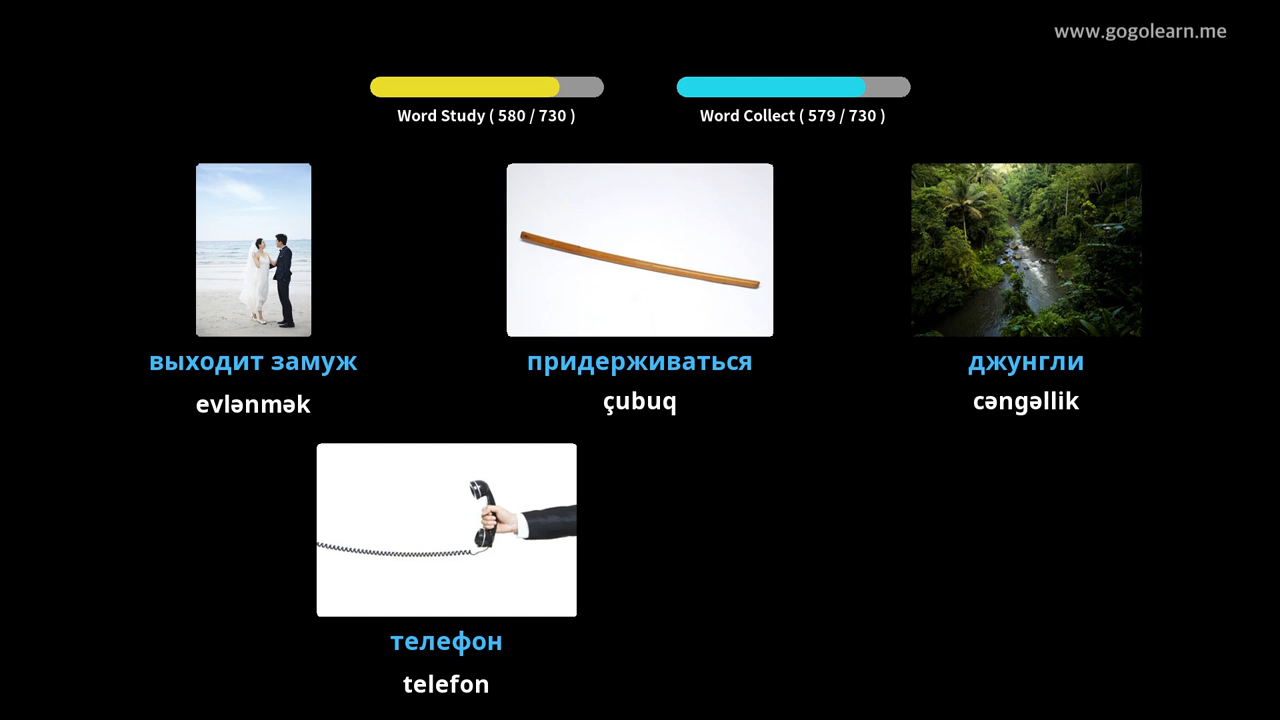 www.gogolearn.me
Word Study ( 580 / 730 )
Word Collect ( 579 / 730 )
выходит замуж
evlənmək
придерживаться
çubuq
джунгли
cəngəllik
телефон
telefon